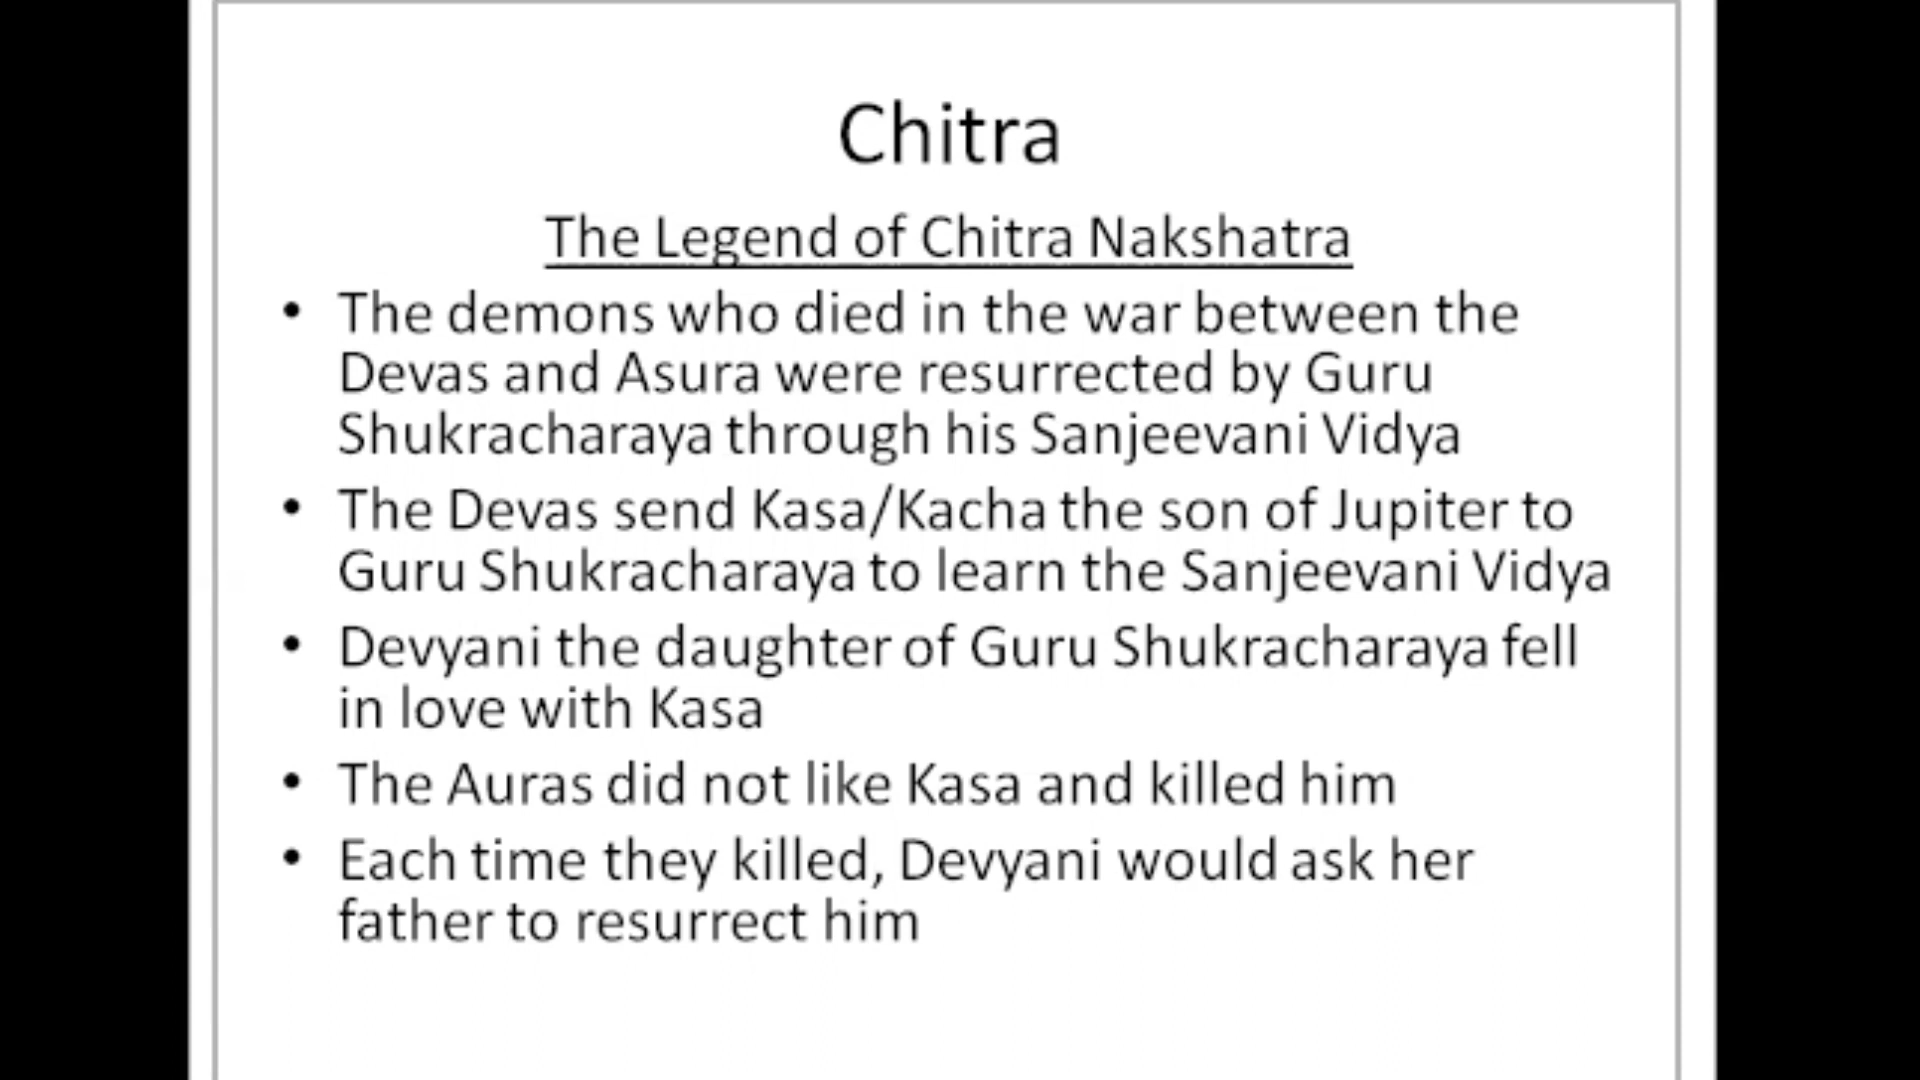 Chitra
The Legend of Chitra Nakshatra
• The demons who died in the war between the
Devas and Asura were resurrected by Guru
Shukracharaya through his Sanjeevani Vidya
• The Devas send Kasa/Kacha the son of Jupiter to
Guru Shukracharaya to learn the Sanjeevani Vidya
• Devyani the daughter of Guru Shukracharaya fell
in love with Kasa
• The Auras did not like Kasa and killed him
• Each time they killed, Devyani would ask her
father to resurrect him